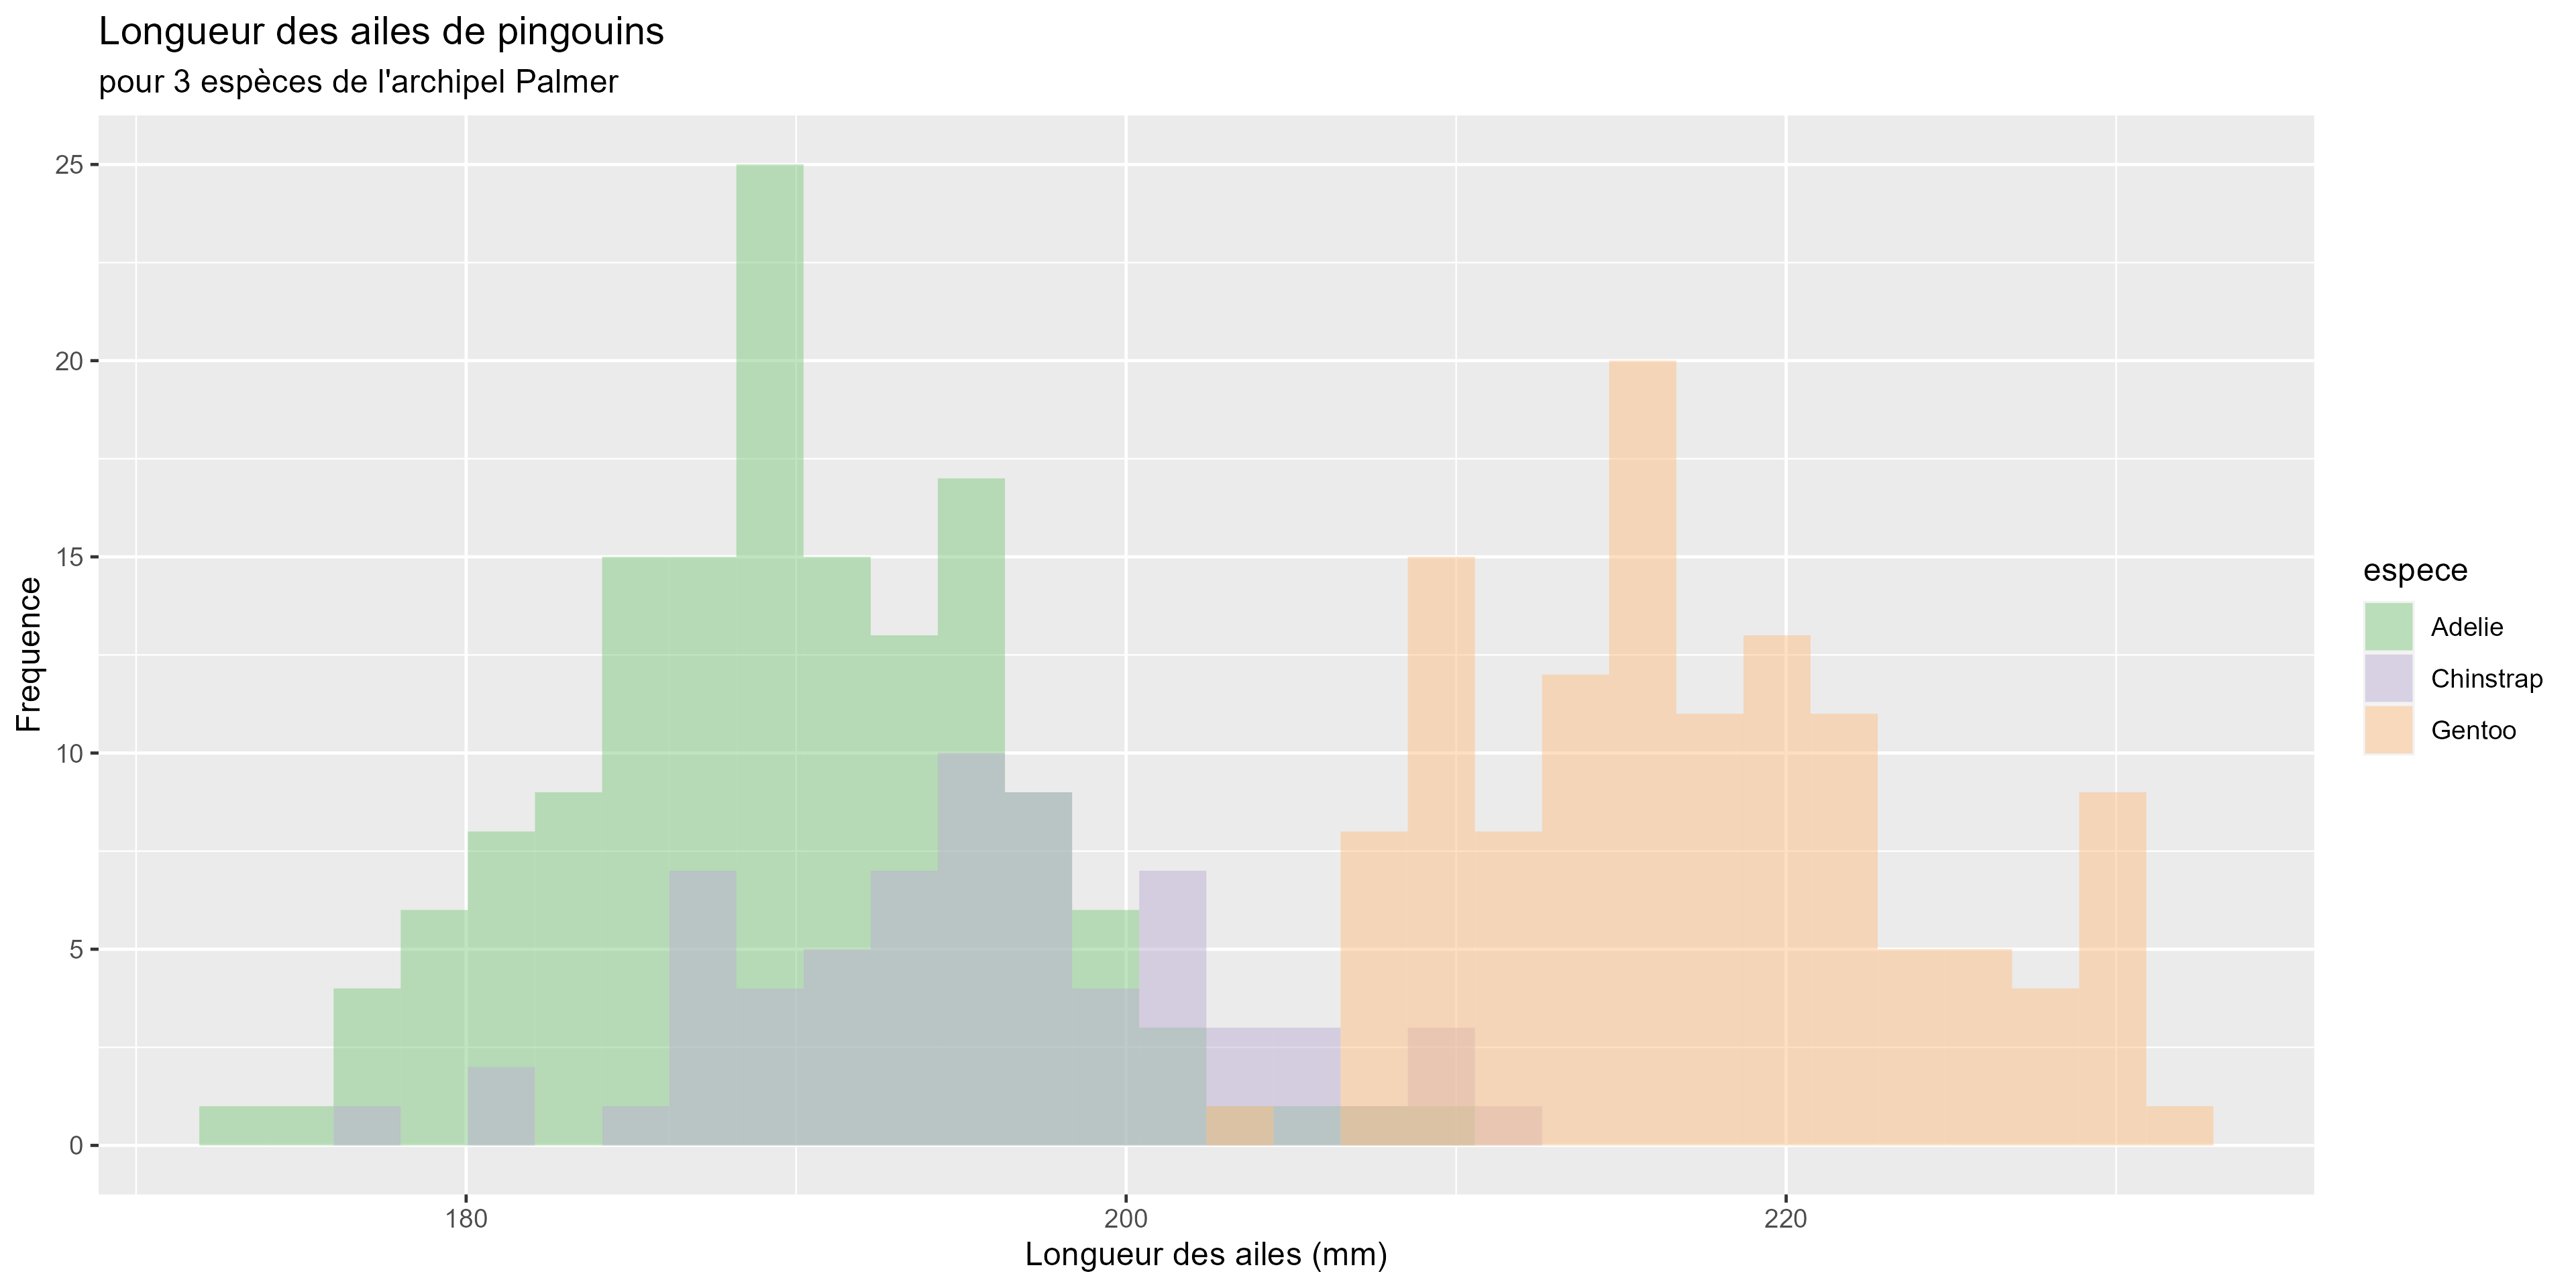 Longueur des ailes de pingouins
pour 3 espèces de l'archipel Palmer
25
20
15
10
5
0
Frequence
180
200
220
Longueur des ailes (mm)
espece
Adelie
Chinstrap
Gentoo